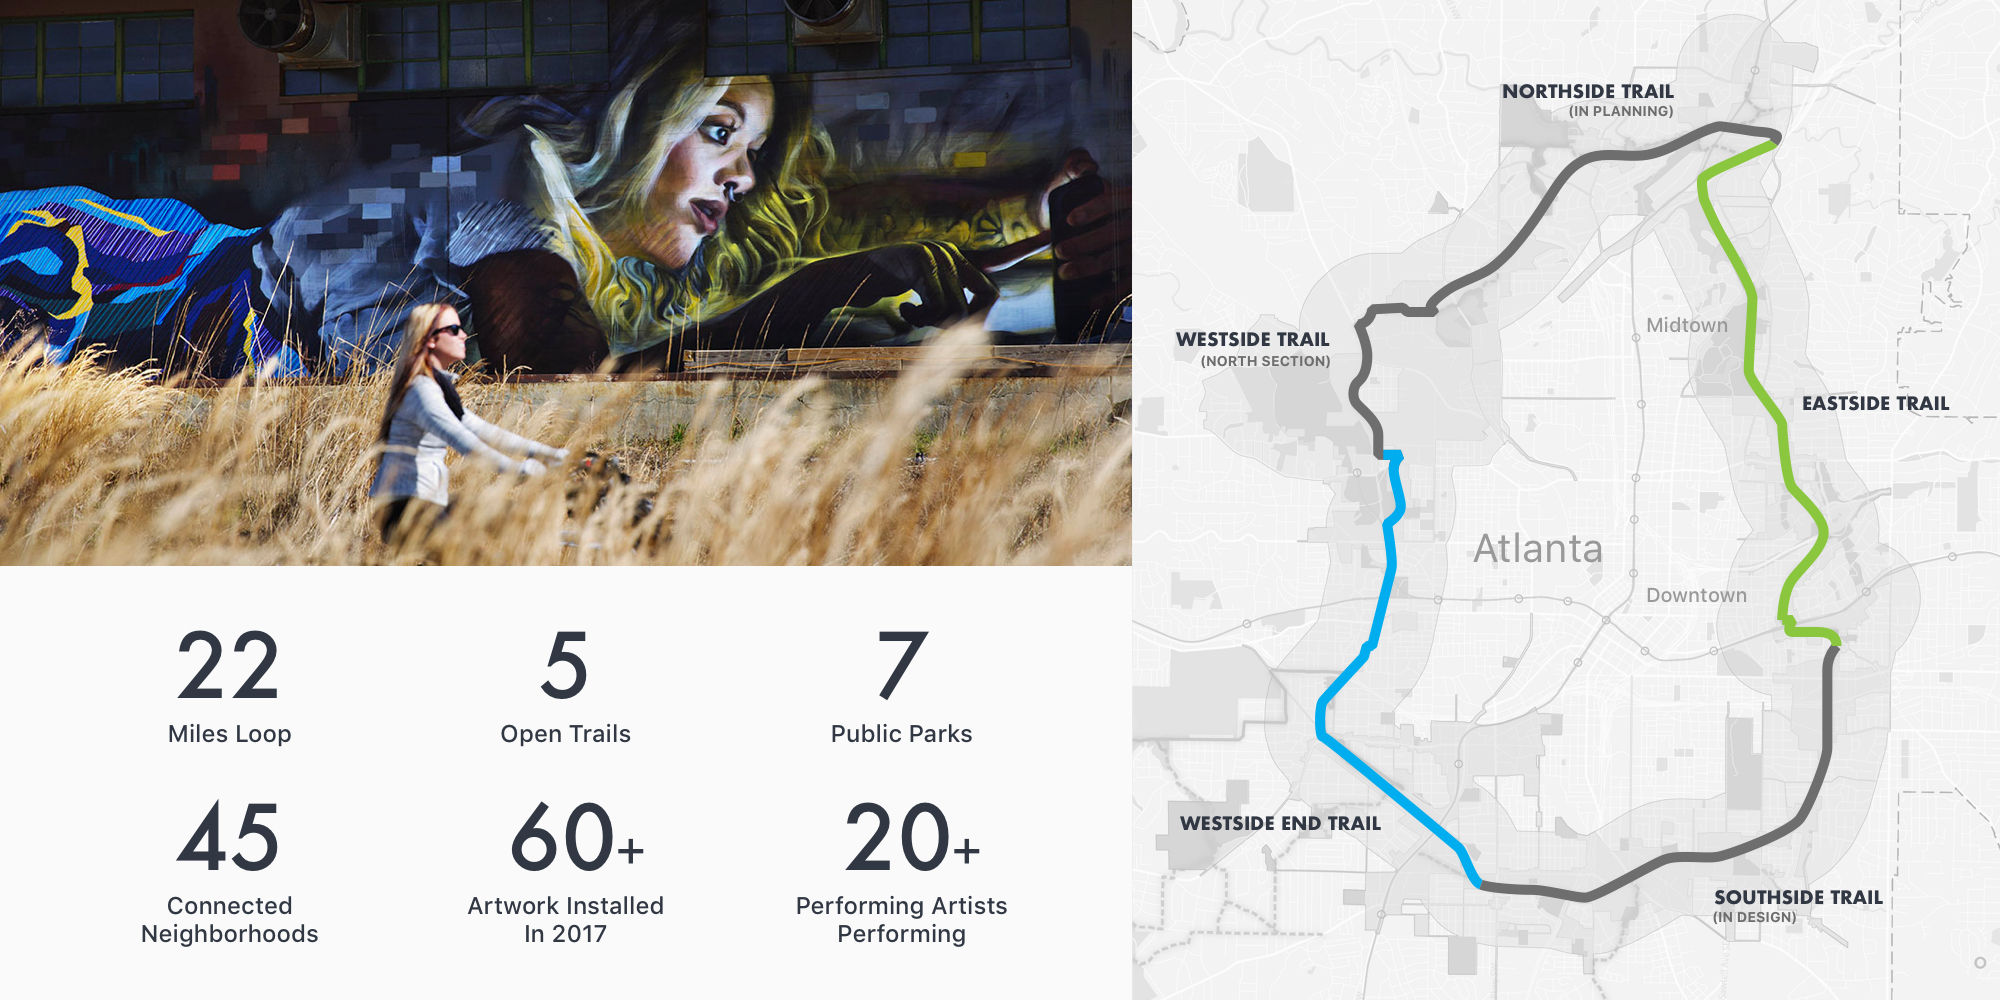 22
Miles Loop
5
Open Trails
7
Public Parks
45
Connected
Neighborhoods
60+
Artwork Installed
In 2017
20+
Performing Artists
Performing
NORTHSIDE TRAIL
(IN PLANNING)
WESTSIDE TRAIL
(NORTH SECTION)
Midtown
EASTSIDE TRAIL
Atlanta
Downtown
WESTSIDE END TRAIL
SOUTHSIDE TRAIL
(IN DESIGN)